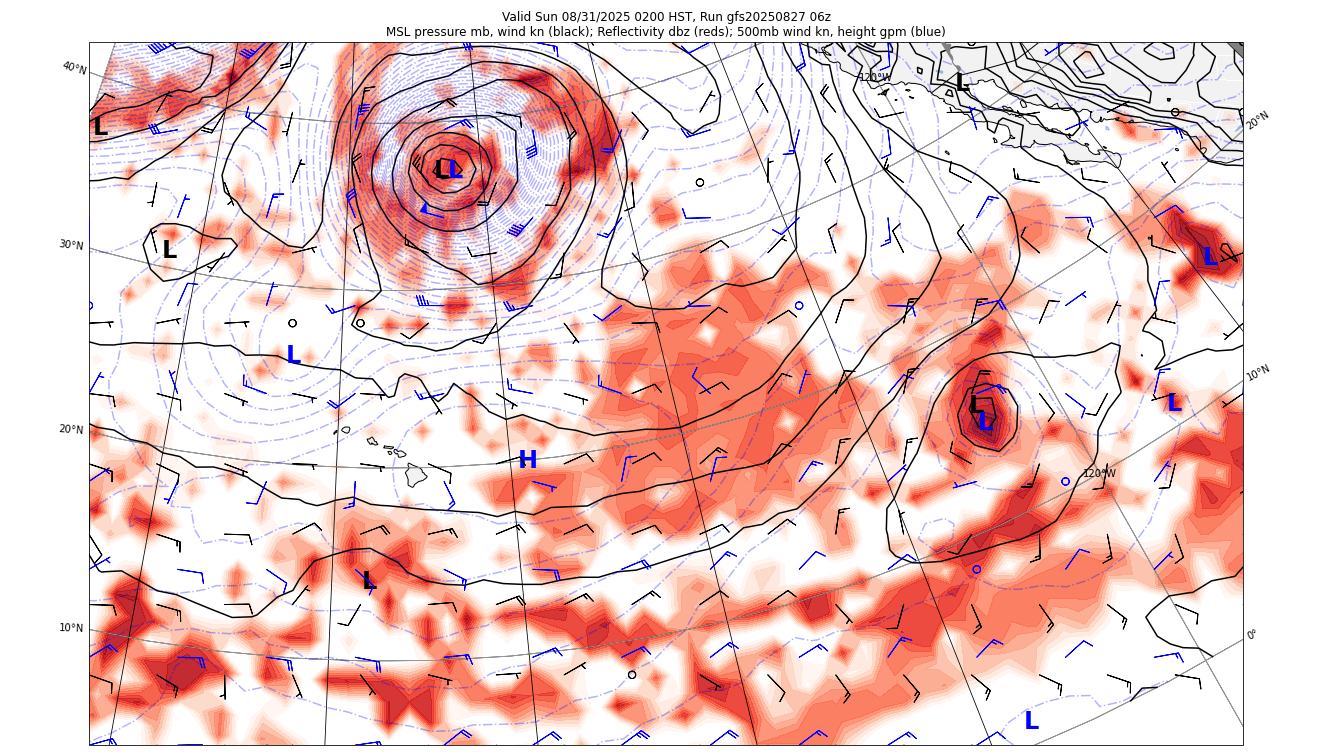 Valid Sun 08/31/2025 0200 HST, Run gfs20250827 06z
MSL pressure mb, wind kn (black); Reflectivity dbz (reds); 500mb wind kn, height gpm (blue)
40°N
120°W
L
20°N
L
L L
30°N
L
L
L
10°N
L
L
L
20°N
H
120°W
L
10°N
0°
L